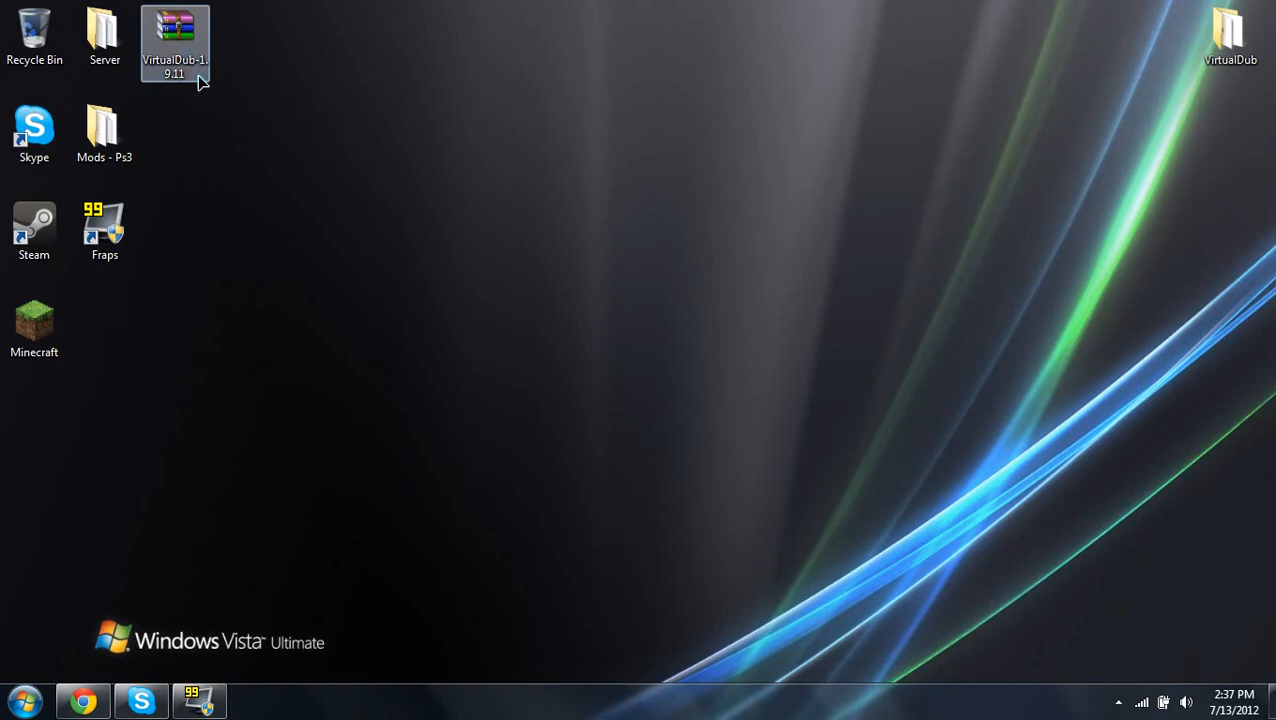 Recycle Bin
Server
VirtualDub-1.
9.11
VirtualDub
Skype
Mods - Ps3
99
Steam
Fraps
Minecraft
Windows Vista™ Ultimate
99
2:37 PM
7/13/2012